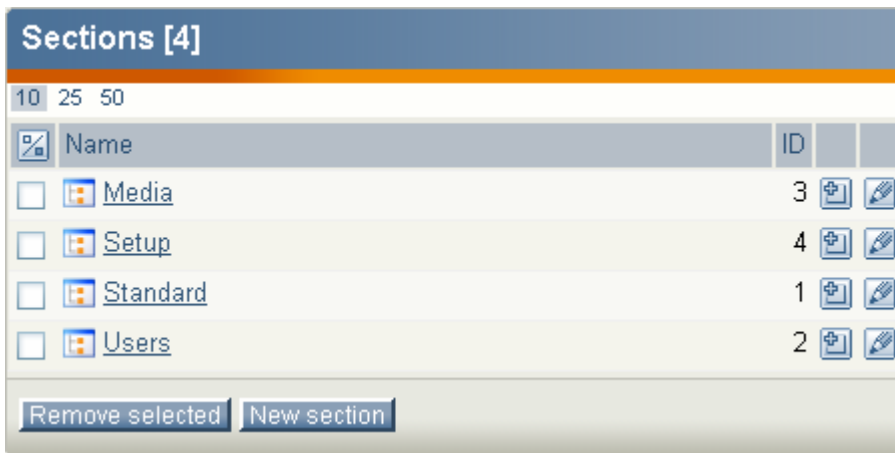 Sections [4]
10 25 50
Name ID
Media 3
Setup 4
Standard 1
Users 2
Remove selected New section